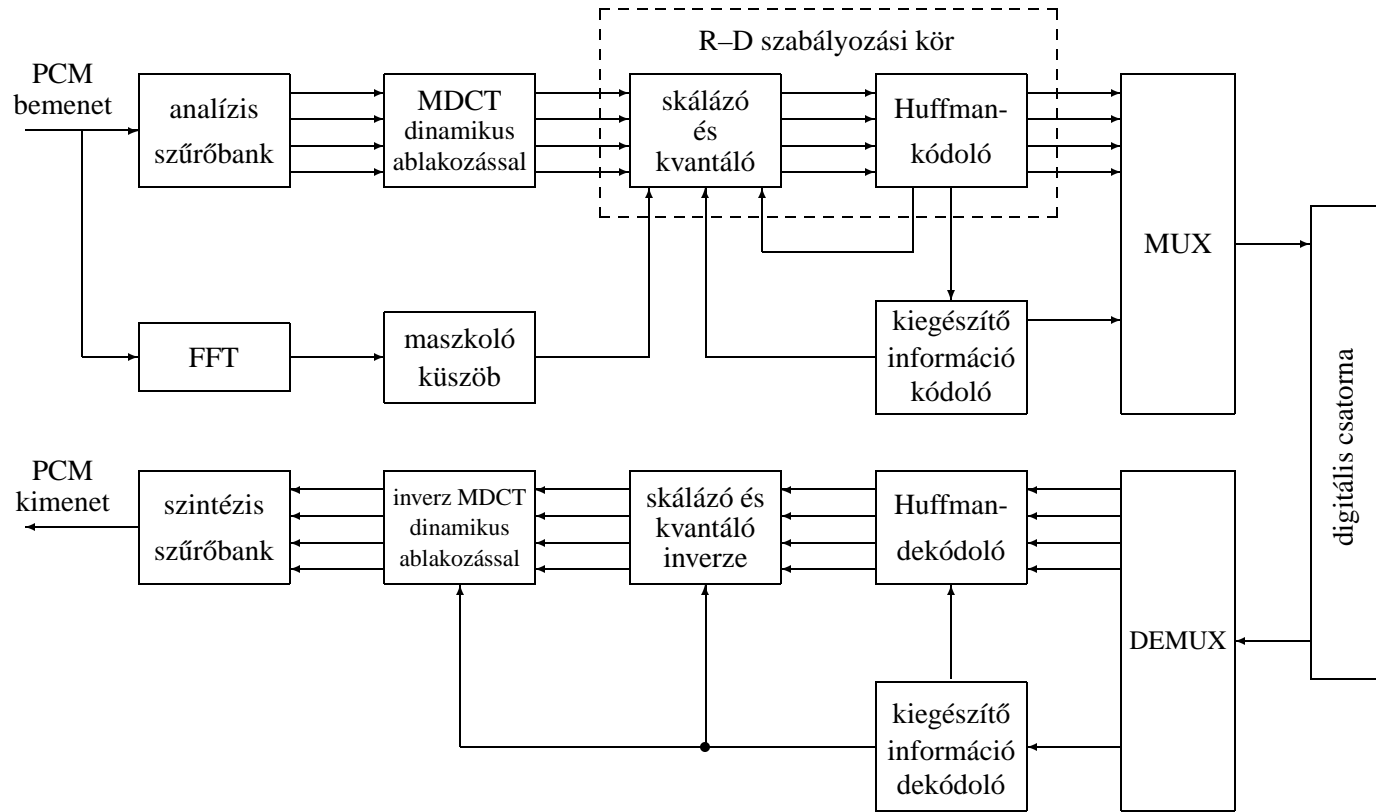 R–D szabályozási kör
PCM
bemenet
analízis
szűrőbank
MDCT
dinamikus
ablakozással
skálázó
és
kvantáló
Huffman-
kódoló
MUX
FFT
maszkoló
küszöb
kiegészítő
információ
kódoló
digitális csatorna
PCM
kimenet
szintézis
szűrőbank
inverz MDCT
dinamikus
ablakozással
skálázó és
kvantáló
inverze
Huffman-
dekódoló
DEMUX
kiegészítő
információ
dekódoló